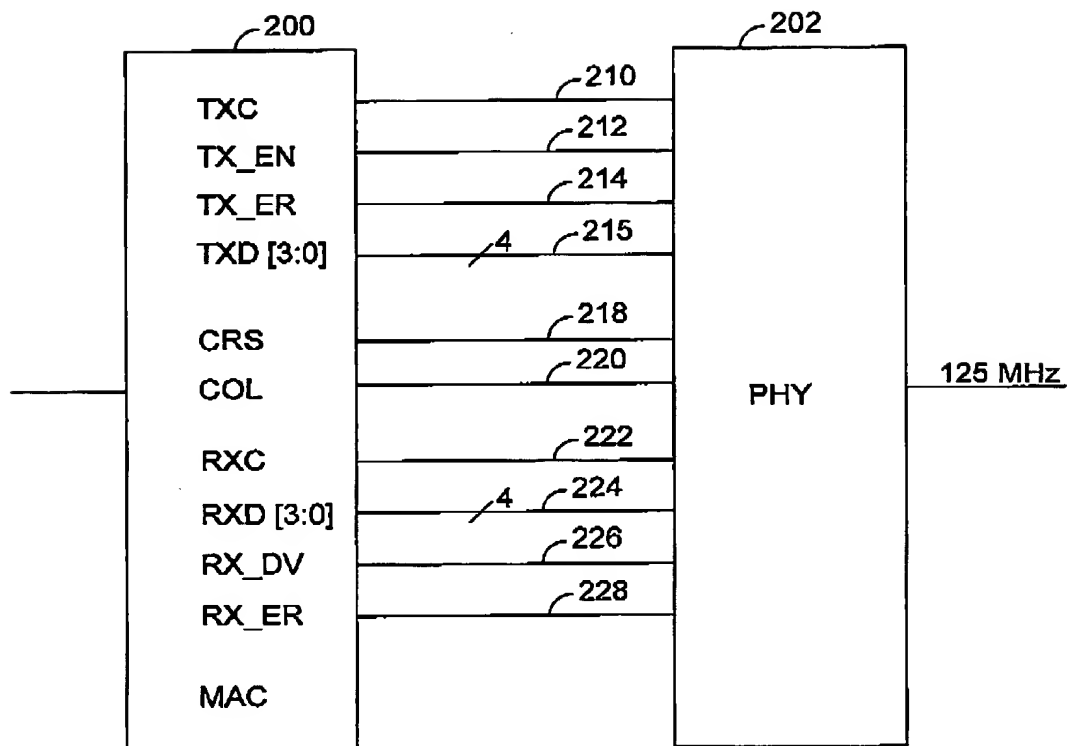 200
202
TXC
210
TX_EN
212
TX_ER
214
TXD [3:0]
4
215
CRS
218
COL
220
PHY
125 MHz
RXC
222
RXD [3:0]
4
224
RX_DV
226
RX_ER
228
MAC